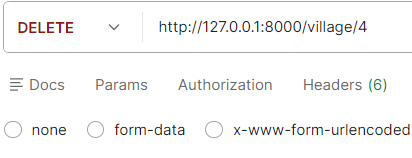 DELETE http://127.0.0.1:8000/village/4
Docs Params Authorization Headers (6)
none form-data x-www-form-urlencoded